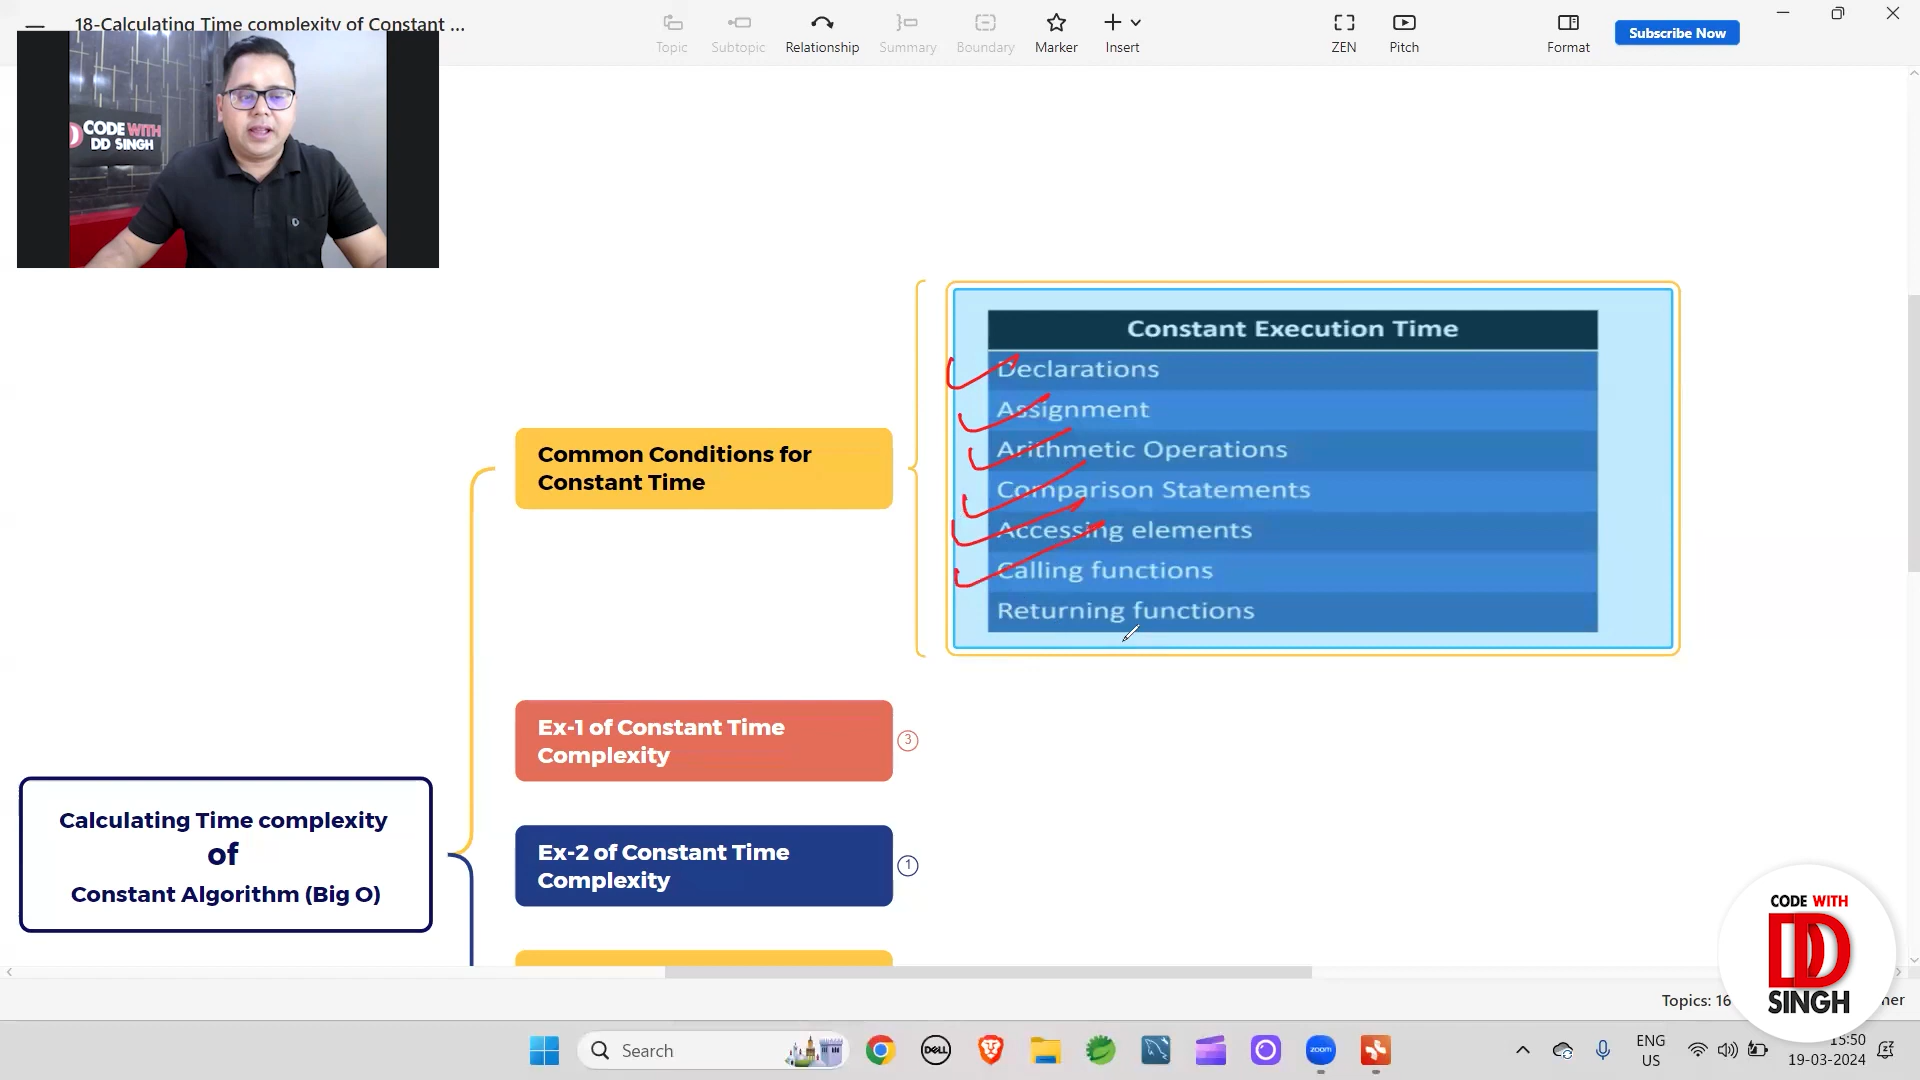 18-Calculating Time complexity of Constant ...
Topic
Subtopic
Relationship
Summary
Boundary
Marker
Insert
ZEN
Pitch
Format
Subscribe Now
CODE WITH
DD SINGH
Constant Execution Time
Declarations
Assignment
Arithmetic Operations
Comparison Statements
Accessing elements
Calling functions
Returning functions
Common Conditions for
Constant Time
Ex-1 of Constant Time
Complexity
3
Ex-2 of Constant Time
Complexity
1
Calculating Time complexity
of
Constant Algorithm (Big O)
CODE WITH
DD
SINGH
Topics: 16
Search
DELL
zoom
ENG
US
15:50
19-03-2024